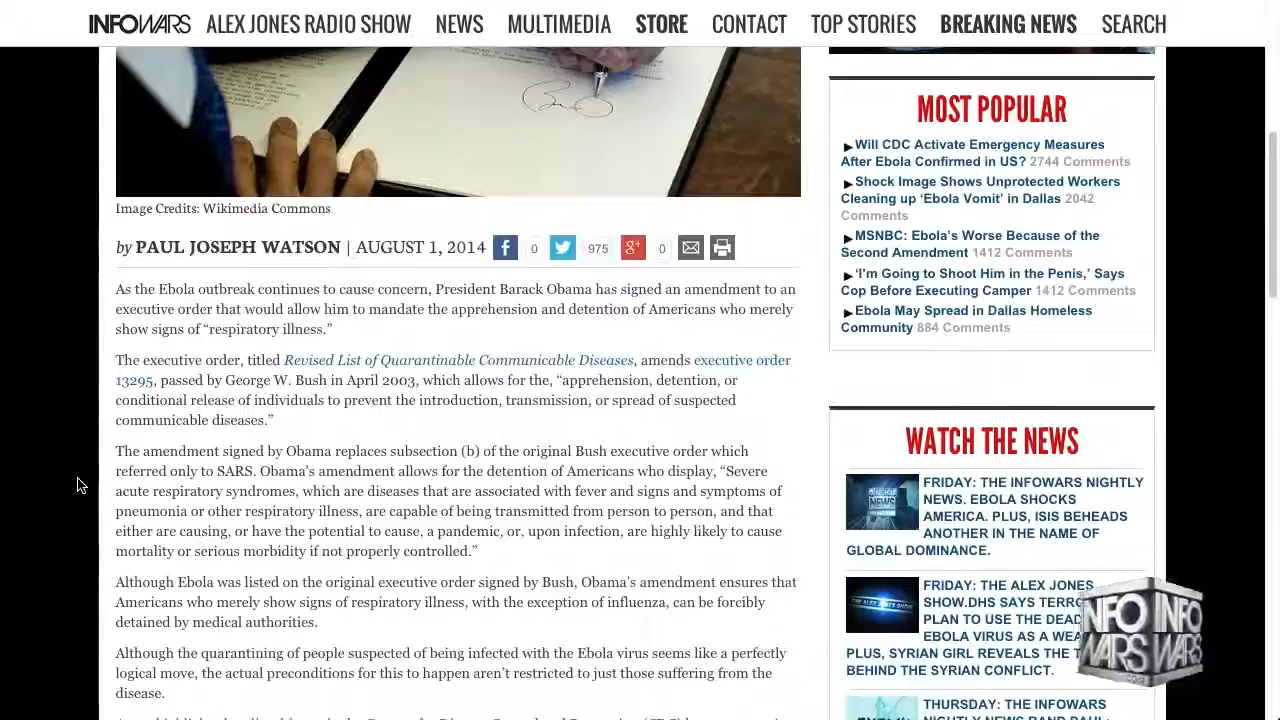 INFOWARS ALEX JONES RADIO SHOW NEWS MULTIMEDIA STORE CONTACT TOP STORIES BREAKING NEWS SEARCH
Image Credits: Wikimedia Commons
by PAUL JOSEPH WATSON | AUGUST 1, 2014 f 0 975 g+ 0
As the Ebola outbreak continues to cause concern, President Barack Obama has signed an amendment to an
executive order that would allow him to mandate the apprehension and detention of Americans who merely
show signs of “respiratory illness.”
The executive order, titled Revised List of Quarantinable Communicable Diseases, amends executive order
13295, passed by George W. Bush in April 2003, which allows for the, “apprehension, detention, or
conditional release of individuals to prevent the introduction, transmission, or spread of suspected
communicable diseases.”
The amendment signed by Obama replaces subsection (b) of the original Bush executive order which
referred only to SARS. Obama’s amendment allows for the detention of Americans who display, “Severe
acute respiratory syndromes, which are diseases that are associated with fever and signs and symptoms of
pneumonia or other respiratory illness, are capable of being transmitted from person to person, and that
either are causing, or have the potential to cause, a pandemic, or, upon infection, are highly likely to cause
mortality or serious morbidity if not properly controlled.”
Although Ebola was listed on the original executive order signed by Bush, Obama’s amendment ensures that
Americans who merely show signs of respiratory illness, with the exception of influenza, can be forcibly
detained by medical authorities.
Although the quarantining of people suspected of being infected with the Ebola virus seems like a perfectly
logical move, the actual preconditions for this to happen aren’t restricted to just those suffering from the
disease.
MOST POPULAR
Will CDC Activate Emergency Measures
After Ebola Confirmed in US? 2744 Comments
Shock Image Shows Unprotected Workers
Cleaning up ‘Ebola Vomit’ in Dallas 2042
Comments
MSNBC: Ebola’s Worse Because of the
Second Amendment 1412 Comments
‘I’m Going to Shoot Him in the Penis,’ Says
Cop Before Executing Camper 1412 Comments
Ebola May Spread in Dallas Homeless
Community 884 Comments
WATCH THE NEWS
FRIDAY: THE INFOWARS NIGHTLY
NEWS. EBOLA SHOCKS
AMERICA. PLUS, ISIS BEHEADS
ANOTHER IN THE NAME OF
GLOBAL DOMINANCE.
FRIDAY: THE ALEX JONES
SHOW.DHS SAYS
PLAN TO USE THE
EBOLA VIRUS AS A
PLUS, SYRIAN GIRL REVEALS THE
BEHIND THE SYRIAN CONFLICT.
THURSDAY: THE INFOWARS
INFO INFO
WARS WARS